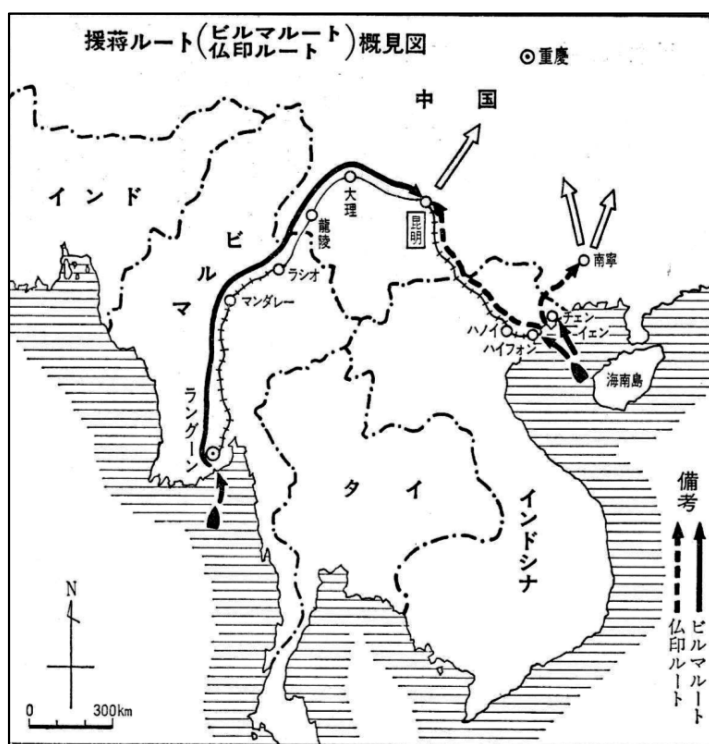 援蒋ルート(ビルマルート
仏印ルート)概見図
重慶
中国
インド
ビルマ
大理
昆明
龍陵
ラシオ
マンダレー
南寧
チェン
イェン
ハノイ
ハイフォン
海南島
ラングーン
タイ
インドシナ
備考
ビルマルート
仏印ルート
N
0 300km